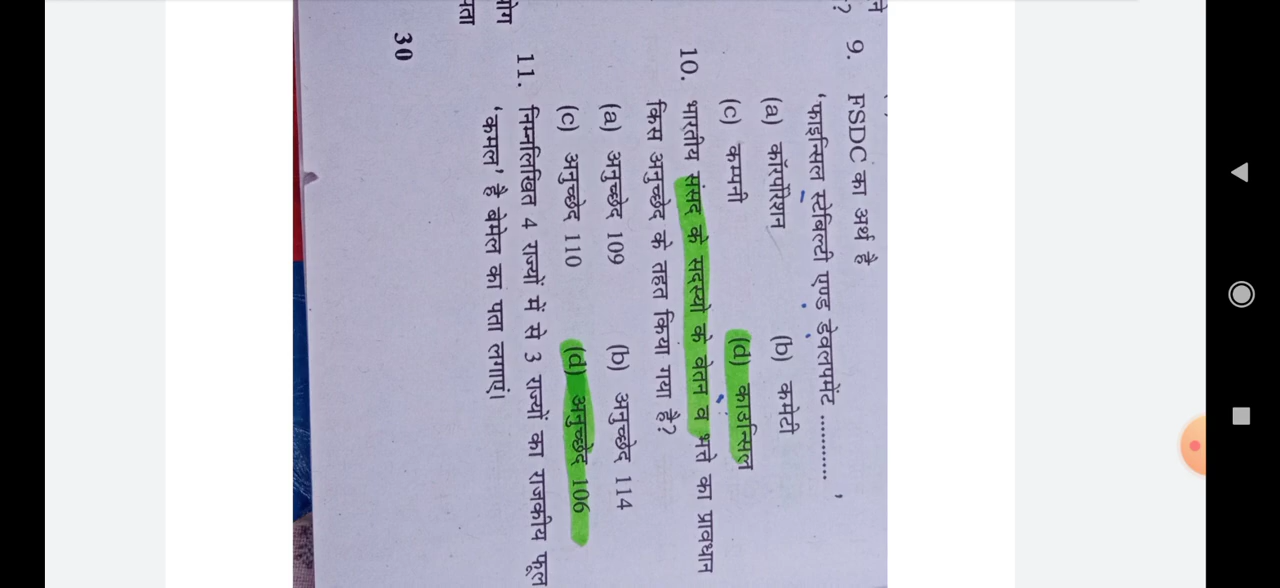 ने
?
9. FSDC का अर्थ है
‘फाइन्सिल स्टेबिल्टी एण्ड डेवलपमेंट ............ ’
(a) कॉरपोरेशन (b) कमेटी
(c) कम्पनी (d) काउन्सिल
10. भारतीय संसद के सदस्यो के वेतन व भत्ते का प्रावधान
किस अनुच्छेद के तहत किया गया है?
(a) अनुच्छेद 109 (b) अनुच्छेद 114
(c) अनुच्छेद 110 (d) अनुच्छेद 106
11. निम्नलिखित 4 राज्यों में से 3 राज्यों का राजकीय फूल
‘कमल’ है बेमेल का पता लगाएं।
30